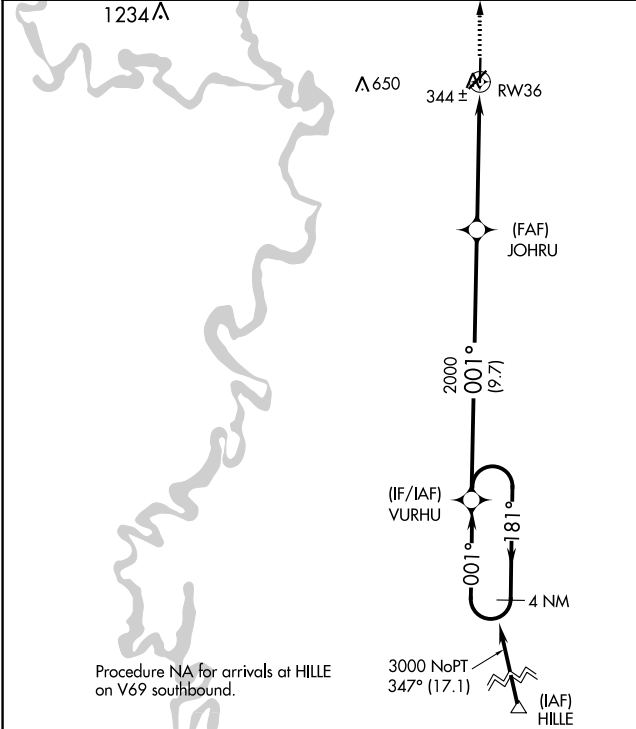 1234
650
344 ±
RW36
(FAF)
JOHRU
2000
001°
(9.7)
(IF/IAF)
VURHU
181°
001°
4 NM
Procedure NA for arrivals at HILLE
on V69 southbound.
3000 NoPT
347° (17.1)
(IAF)
HILLE